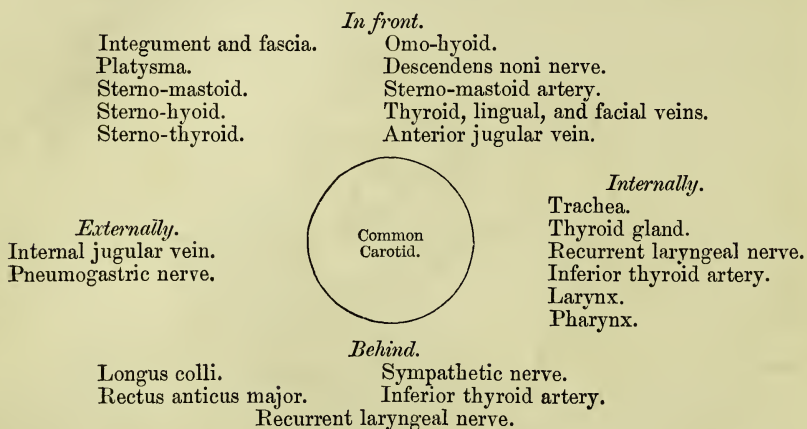 In front.
Integument and fascia. Omo-hyoid.
Platysma. Descendens noni nerve.
Sterno-mastoid. Sterno-mastoid artery.
Sterno-hyoid. Thyroid, lingual, and facial veins.
Sterno-thyroid. Anterior jugular vein.
Externally.
Internal jugular vein.
Pneumogastric nerve.
Common
Carotid.
Internally.
Trachea.
Thyroid gland.
Recurrent laryngeal nerve.
Inferior thyroid artery.
Larynx.
Pharynx.
Behind.
Longus colli. Sympathetic nerve.
Rectus anticus major. Inferior thyroid artery.
Recurrent laryngeal nerve.